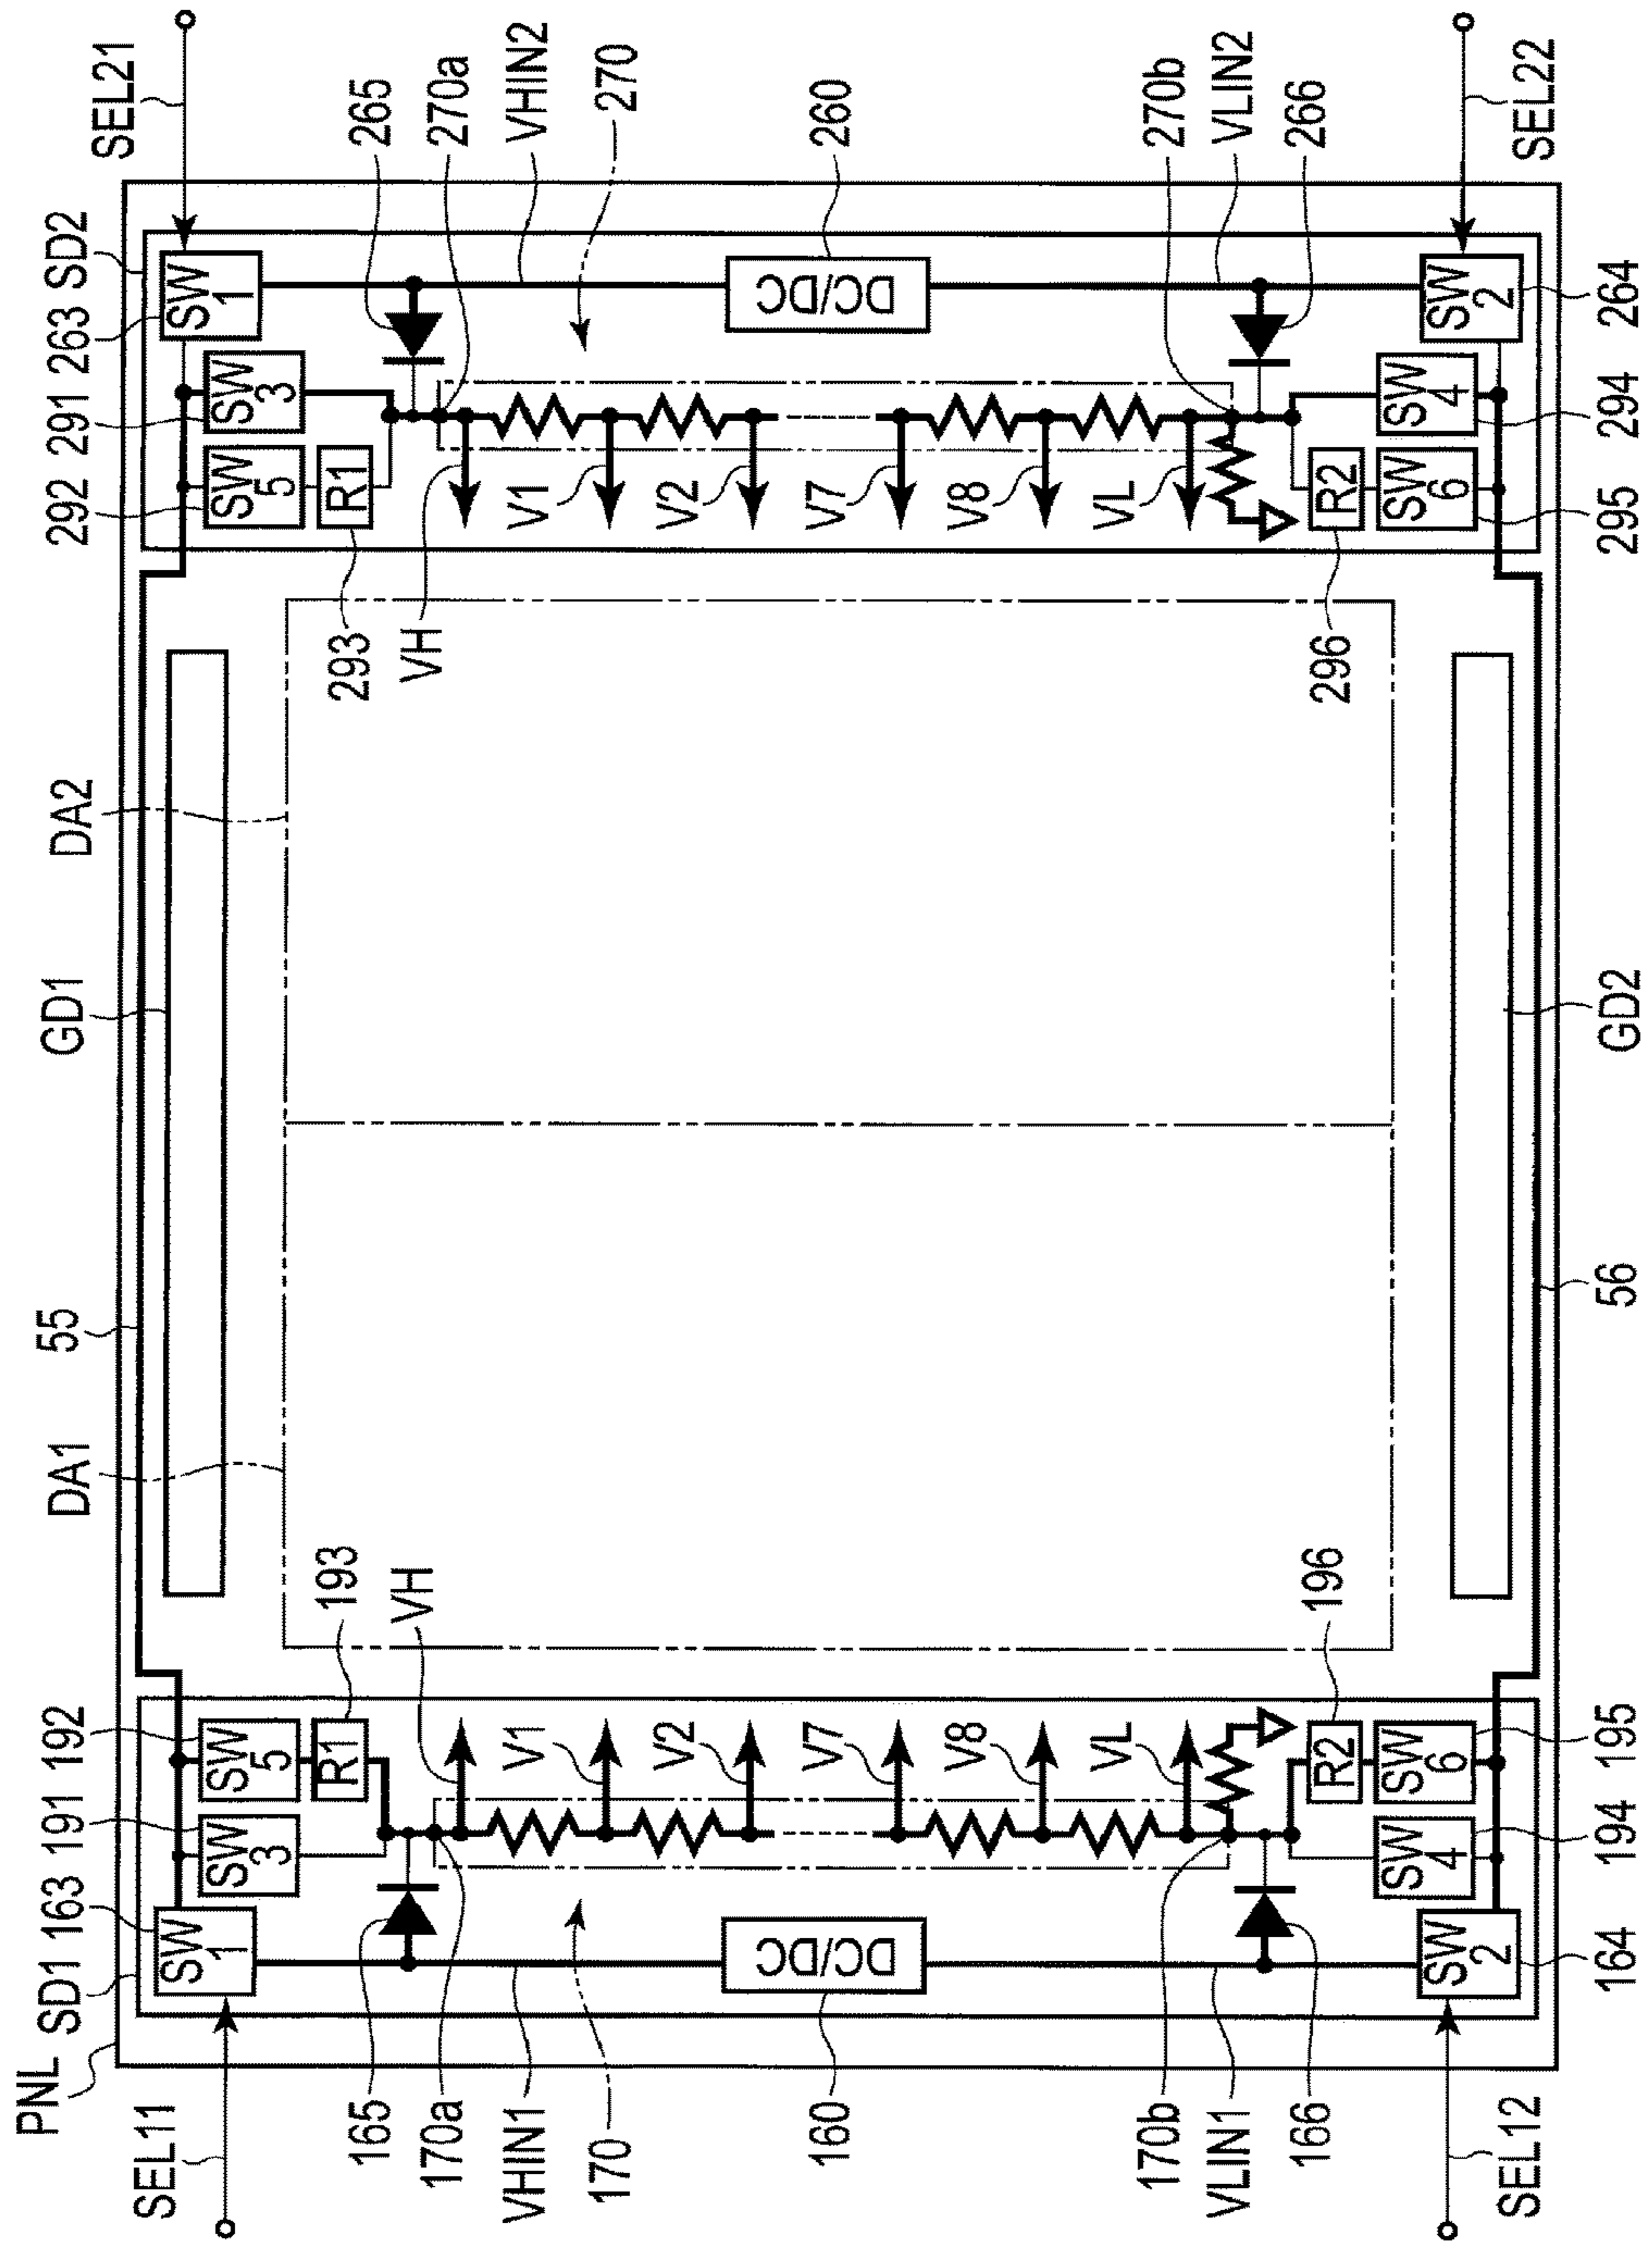 SEL21
265
270a
VHIN2
270
260
270b
VLIN2
266
SEL22
SD2
263
291
292
SW
1
SW
3
SW
5
R1
DC/DC
SW
2
SW
4
R2
SW
6
264
294
295
VH
V1
V2
V7
V8
VL
293
296
DA2
GD1
GD2
55
56
DA1
VH
193
196
192
191
163
SD1
SW
5
R1
SW
3
SW
1
V1
V2
V7
V8
VL
R2
SW
6
SW
4
SW
2
DC/DC
195
194
164
PNL
SEL11
165
170a
VHIN1
170
160
170b
VLIN1
166
SEL12